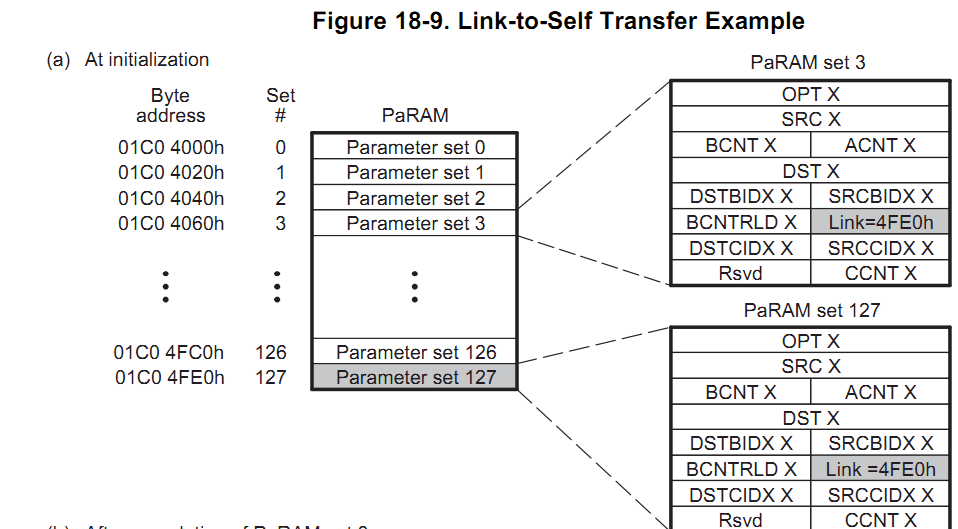 Figure 18-9. Link-to-Self Transfer Example
(a) At initialization
Byte address
Set #
PaRAM
01C0 4000h 0 Parameter set 0
01C0 4020h 1 Parameter set 1
01C0 4040h 2 Parameter set 2
01C0 4060h 3 Parameter set 3
01C0 4FC0h 126 Parameter set 126
01C0 4FE0h 127 Parameter set 127
PaRAM set 3
OPT X
SRC X
BCNT X ACNT X
DST X
DSTBIDX X SRCBIDX X
BCNTRLD X Link=4FE0h
DSTCIDX X SRCCIDX X
Rsvd CCNT X
PaRAM set 127
OPT X
SRC X
BCNT X ACNT X
DST X
DSTBIDX X SRCBIDX X
BCNTRLD X Link =4FE0h
DSTCIDX X SRCCIDX X
Rsvd CCNT X